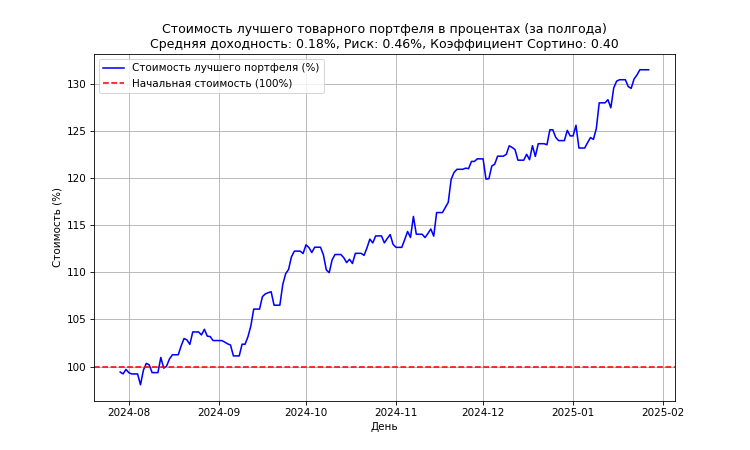 Стоимость лучшего товарного портфеля в процентах (за полгода)
Средняя доходность: 0.18%, Риск: 0.46%, Коэффициент Сортино: 0.40
Стоимость лучшего портфеля (%)
Начальная стоимость (100%)
Стоимость (%)
130
125
120
115
110
105
100
2024-08
2024-09
2024-10
2024-11
2024-12
2025-01
2025-02
День